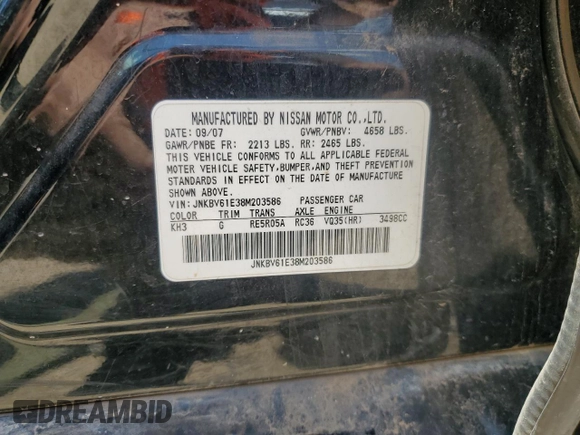 MANUFACTURED BY NISSAN MOTOR CO.,LTD.
DATE: 09/07 GVWR/PNBV: 4658 LBS.
GAWR/PNBE FR: 2213 LBS. RR: 2465 LBS.
THIS VEHICLE CONFORMS TO ALL APPLICABLE FEDERAL
MOTOR VEHICLE SAFETY,BUMPER,AND THEFT PREVENTION
STANDARDS IN EFFECT ON THE DATE OF MANUFACTURE
SHOWN ABOVE.
VIN: JNKBV61E38M203586 PASSENGER CAR
COLOR TRIM TRANS AXLE ENGINE
KH3 G RE5R05A RC36 VQ35(HR) 3498CC
JNKBV61E38M203586
DREAMBID